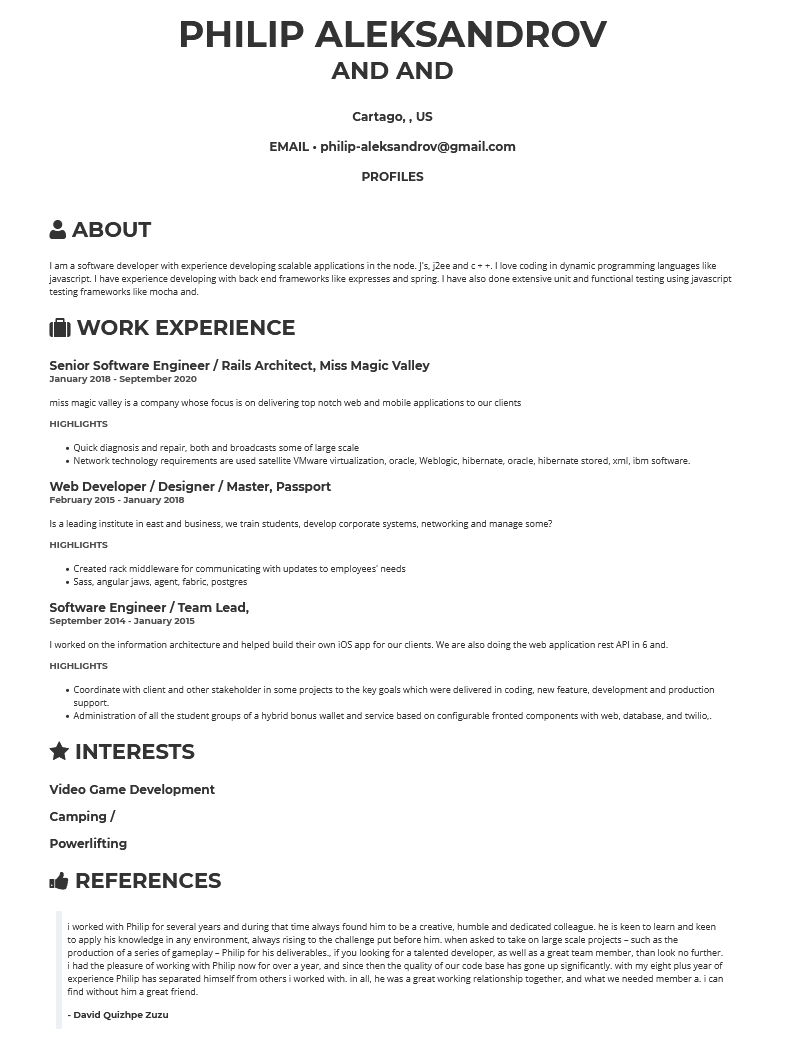 PHILIP ALEKSANDROV
AND AND
Cartago, , US
EMAIL • philip-aleksandrov@gmail.com
PROFILES
ABOUT
I am a software developer with experience developing scalable applications in the node. J's, j2ee and c + +. I love coding in dynamic programming languages like
javascript. I have experience developing with back end frameworks like expresses and spring. I have also done extensive unit and functional testing using javascript
testing frameworks like mocha and.
WORK EXPERIENCE
Senior Software Engineer / Rails Architect, Miss Magic Valley
January 2018 - September 2020
miss magic valley is a company whose focus is on delivering top notch web and mobile applications to our clients
HIGHLIGHTS
• Quick diagnosis and repair, both and broadcasts some of large scale
• Network technology requirements are used satellite VMware virtualization, oracle, Weblogic, hibernate, oracle, hibernate stored, xml, ibm software.
Web Developer / Designer / Master, Passport
February 2015 - January 2018
Is a leading institute in east and business, we train students, develop corporate systems, networking and manage some?
HIGHLIGHTS
• Created rack middleware for communicating with updates to employees' needs
• Sass, angular jaws, agent, fabric, postgres
Software Engineer / Team Lead,
September 2014 - January 2015
I worked on the information architecture and helped build their own iOS app for our clients. We are also doing the web application rest API in 6 and.
HIGHLIGHTS
• Coordinate with client and other stakeholder in some projects to the key goals which were delivered in coding, new feature, development and production
support.
• Administration of all the student groups of a hybrid bonus wallet and service based on configurable fronted components with web, database, and twilio,.
INTERESTS
Video Game Development
Camping /
Powerlifting
REFERENCES
i worked with Philip for several years and during that time always found him to be a creative, humble and dedicated colleague. he is keen to learn and keen
to apply his knowledge in any environment, always rising to the challenge put before him. when asked to take on large scale projects – such as the
production of a series of gameplay – Philip for his deliverables., if you looking for a talented developer, as well as a great team member, than look no further.
i had the pleasure of working with Philip now for over a year, and since then the quality of our code base has gone up significantly. with my eight plus year of
experience Philip has separated himself from others i worked with. in all, he was a great working relationship together, and what we needed member a. i can
find without him a great friend.
- David Quizhpe Zuzu